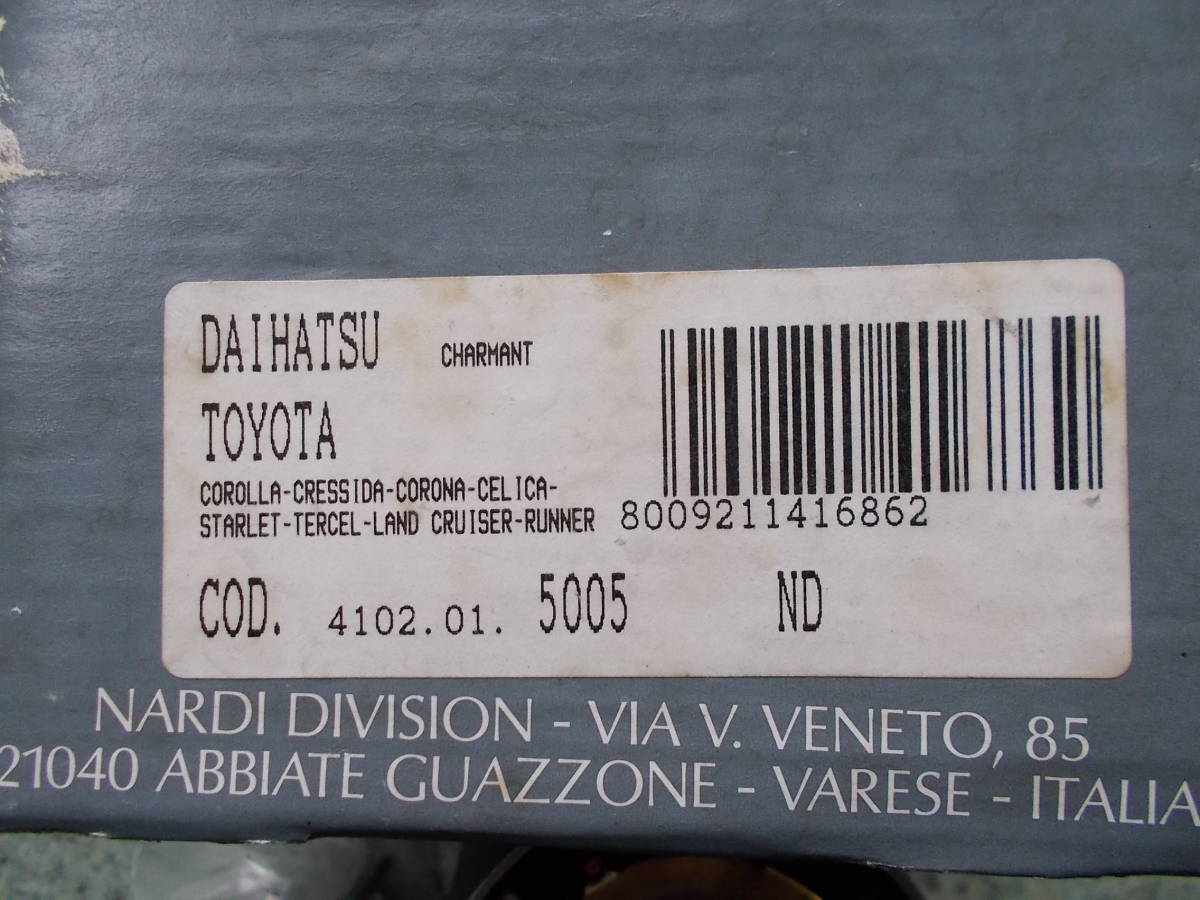 DAIHATSU CHARMANT
TOYOTA
COROLLA-CRESSIDA-CORONA-CELICA-
STARLET-TERCEL-LAND CRUISER-RUNNER
8009211416862
COD. 4102.01. 5005 ND
NARDI DIVISION - VIA V. VENETO, 85
21040 ABBIATE GUAZZONE - VARESE - ITALIA